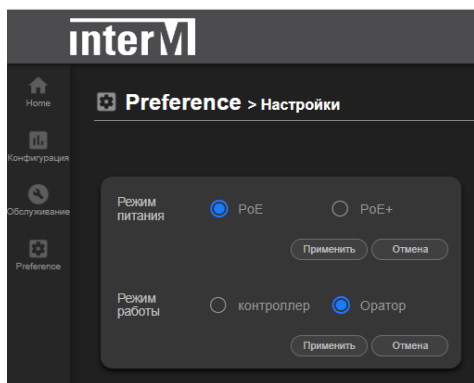 interM
Home
Preference > Настройки
Конфигурация
Обслуживание
Preference
Режим питания
PoE
PoE+
Применить
Отмена
Режим работы
контроллер
Оратор
Применить
Отмена